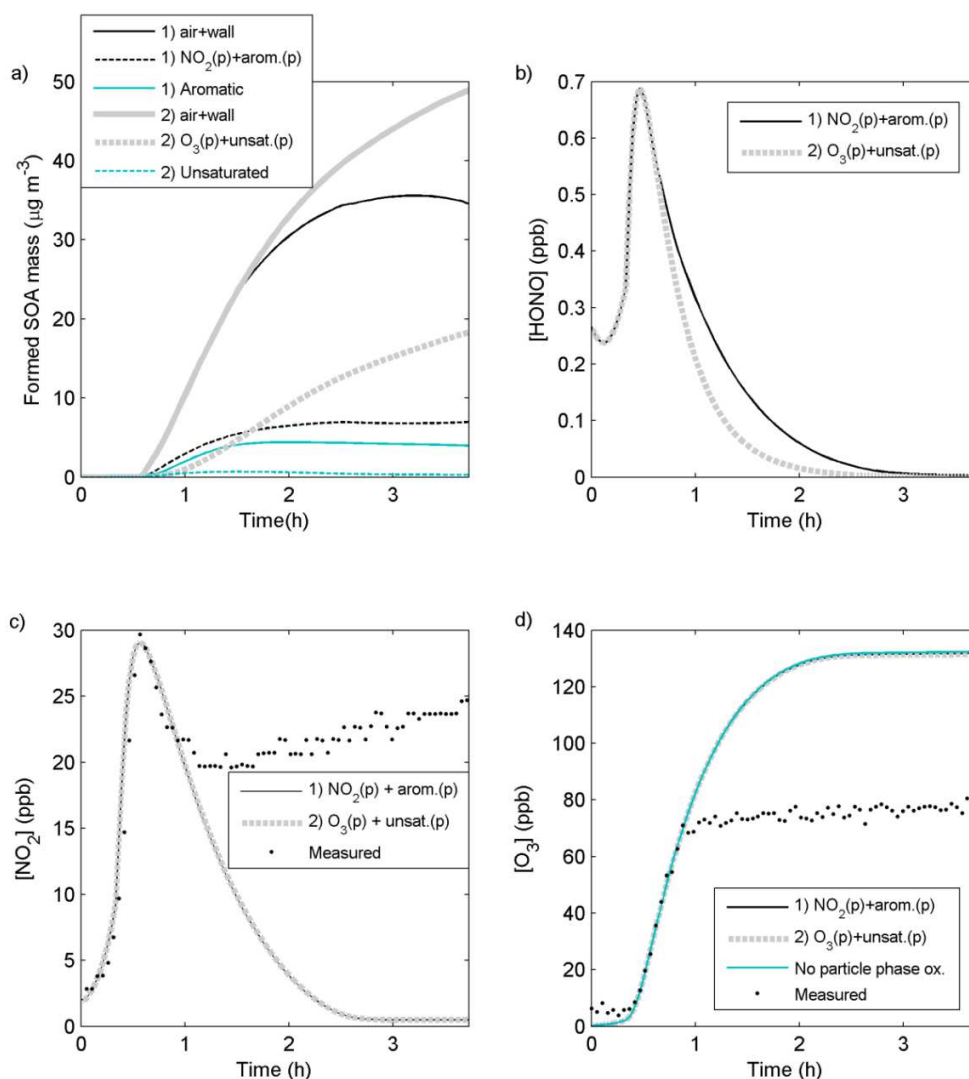 a)
1) air+wall
1) NO2(p)+arom.(p)
1) Aromatic
2) air+wall
2) O3(p)+unsat.(p)
2) Unsaturated
50
40
30
20
10
0
Formed SOA mass (μg m-3)
0 1 2 3
Time(h)
b)
0.7
0.6
0.5
0.4
0.3
0.2
0.1
0
[HONO] (ppb)
1) NO2(p)+arom.(p)
2) O3(p)+unsat.(p)
0 1 2 3
Time (h)
c)
30
25
20
15
10
5
0
[NO2] (ppb)
1) NO2(p) + arom.(p)
2) O3(p) + unsat.(p)
Measured
0 1 2 3
Time (h)
d)
140
120
100
80
60
40
20
0
[O3] (ppb)
1) NO2(p)+arom.(p)
2) O3(p)+unsat.(p)
No particle phase ox.
Measured
0 1 2 3
Time (h)